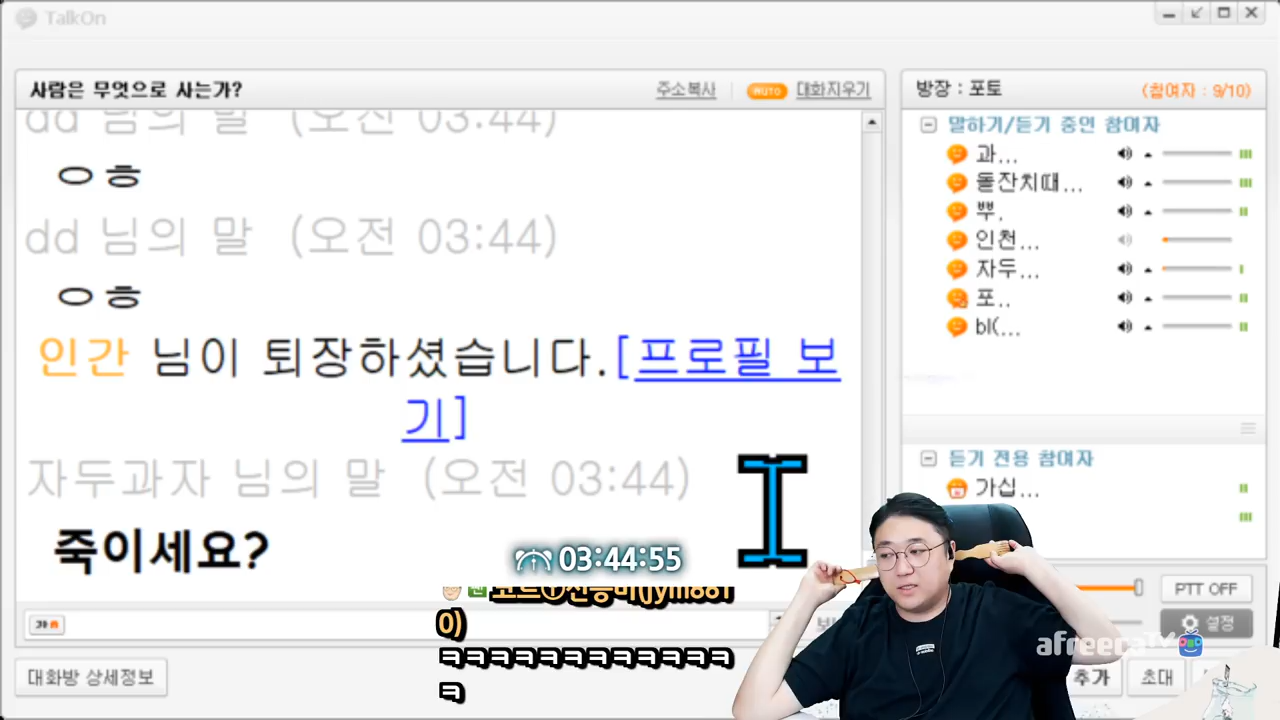 TalkOn
사람은 무엇으로 사는가?
주소복사
AUTO
대화지우기
dd 님의 말 (오전 03:44)
ㅇㅎ
dd 님의 말 (오전 03:44)
ㅇㅎ
인간 님이 퇴장하셨습니다.[프로필 보
기]
자두과자 님의 말 (오전 03:44)
죽이세요?
방장 : 포토
(참여자 : 9/10)
말하기/듣기 중인 참여자
과...
돌잔치때...
뿌.
인천...
자두...
포..
bl(...
듣기 전용 참여자
가십...
03:44:55
0)
ㅋㅋㅋㅋㅋㅋㅋㅋㅋㅋㅋㅋ
ㅋ
PTT OFF
설정
afreecaTV
대화방 상세정보
추가
초대